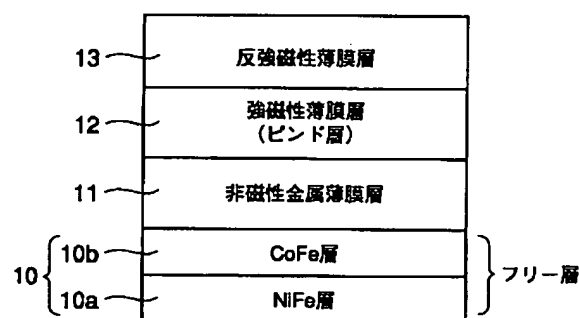 13 反強磁性薄膜層
12 強磁性薄膜層
(ピンド層)
11 非磁性金属薄膜層
10 10b CoFe層 フリー層
10a NiFe層